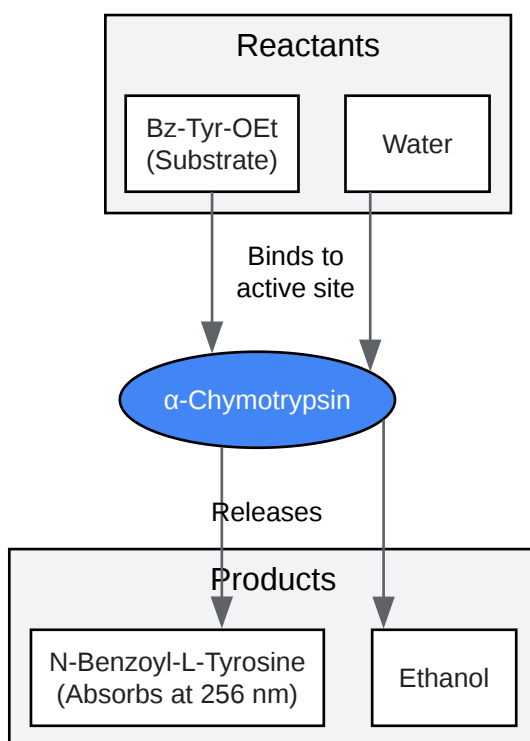 Reactants
Bz-Tyr-OEt
(Substrate)
Water
Binds to
active site
α-Chymotrypsin
Releases
Products
N-Benzoyl-L-Tyrosine
(Absorbs at 256 nm)
Ethanol